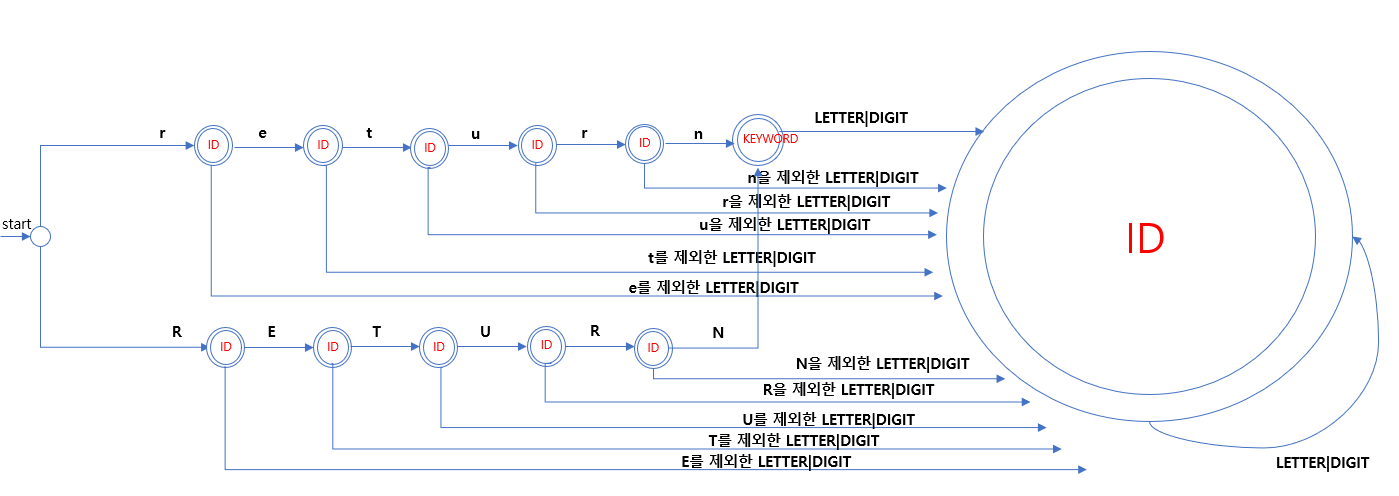 LETTER|DIGIT
r e t u r n
ID ID ID ID ID KEYWORD
n을 제외한 LETTER|DIGIT
r을 제외한 LETTER|DIGIT
start
u을 제외한 LETTER|DIGIT
ID
t를 제외한 LETTER|DIGIT
e를 제외한 LETTER|DIGIT
R E T U R N
ID ID ID ID ID
N을 제외한 LETTER|DIGIT
R을 제외한 LETTER|DIGIT
U를 제외한 LETTER|DIGIT
T를 제외한 LETTER|DIGIT
E를 제외한 LETTER|DIGIT
LETTER|DIGIT